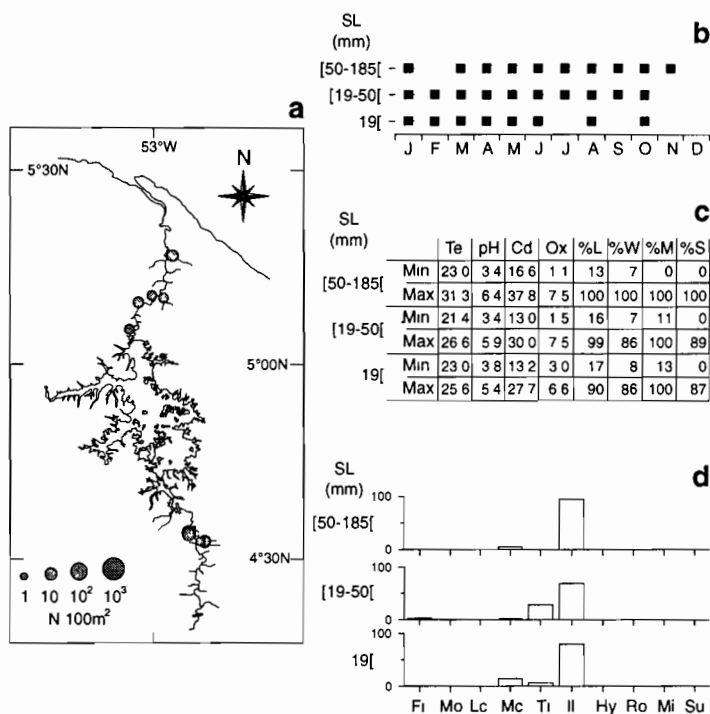 a
53°W
5°30N
N
5°00N
4°30N
1 10 10² 10³
N 100m²
b
SL
(mm)
[50-185[
[19-50[
19[
J F M A M J J A S O N D
c
SL
(mm)
Te pH Cd Ox %L %W %M %S
[50-185[
Min 23 0 3 4 16 6 1 1 13 7 0 0
Max 31 3 6 4 37 8 7 5 100 100 100 100
[19-50[
Min 21 4 3 4 13 0 1 5 16 7 11 0
Max 26 6 5 9 30 0 7 5 99 86 100 89
19[
Min 23 0 3 8 13 2 3 0 17 8 13 0
Max 25 6 5 4 27 7 6 6 90 86 100 87
d
SL
(mm)
100
[50-185[
0
100
[19-50[
0
100
19[
0
Fi Mo Lc Mc Ti Il Hy Ro Mi Su